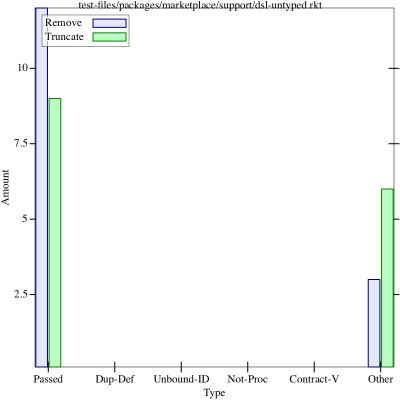 test-files/packages/marketplace/support/dsl-untyped.rkt
Remove
Truncate
10
7.5
5
2.5
Amount
Passed Dup-Def Unbound-ID Not-Proc Contract-V Other
Type